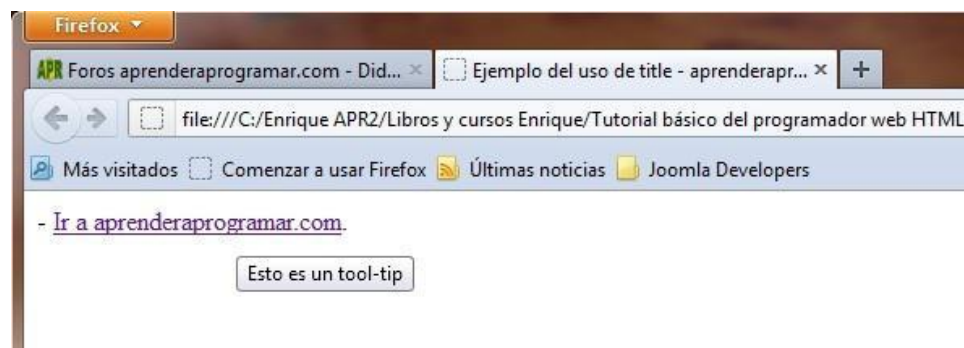 Firefox
APR Foros aprenderaprogramar.com - Did... Ejemplo del uso de title - aprenderapr...
file:///C:/Enrique APR2/Libros y cursos Enrique/Tutorial básico del programador web HTML
Más visitados Comenzar a usar Firefox Últimas noticias Joomla Developers
- Ir a aprenderaprogramar.com.
Esto es un tool-tip